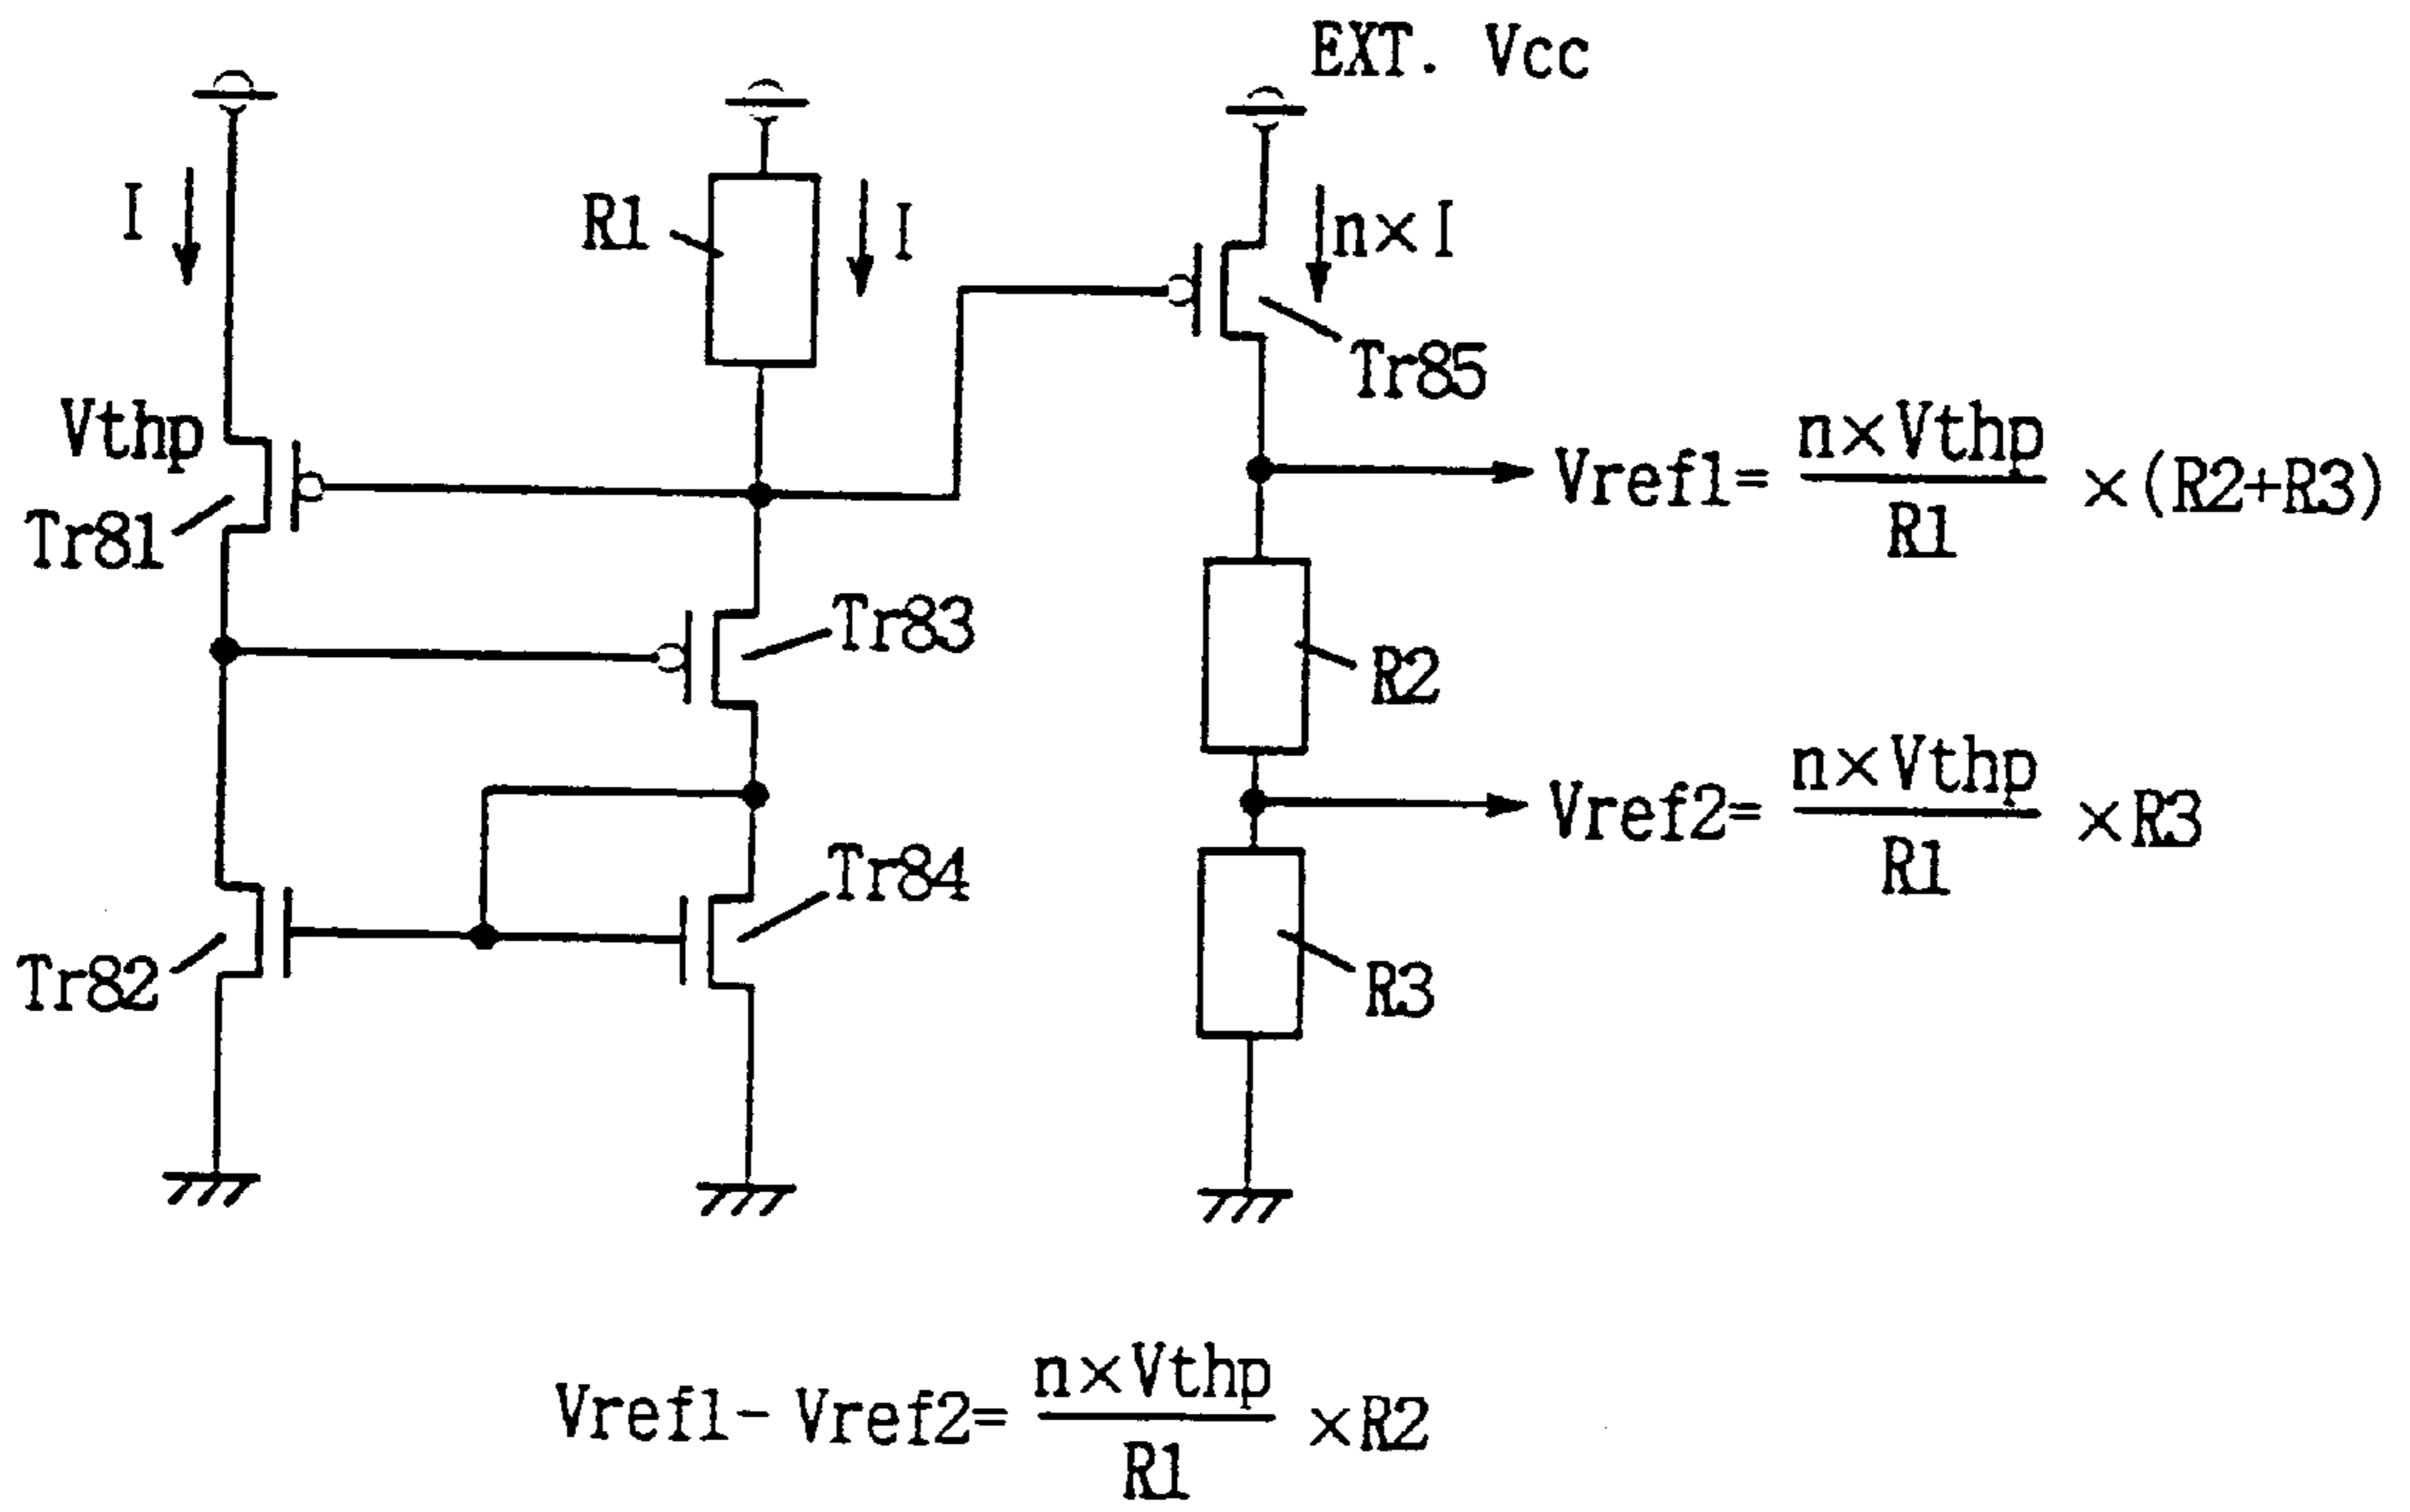 EXT. Vcc
I
R1
I
n×I
Tr85
Vthp
Tr81
Vref1= n×Vthp/R1 ×(R2+R3)
Tr83
R2
Vref2= n×Vthp/R1 ×R3
Tr84
Tr82
R3
Vref1- Vref2= n×Vthp/R1 ×R2